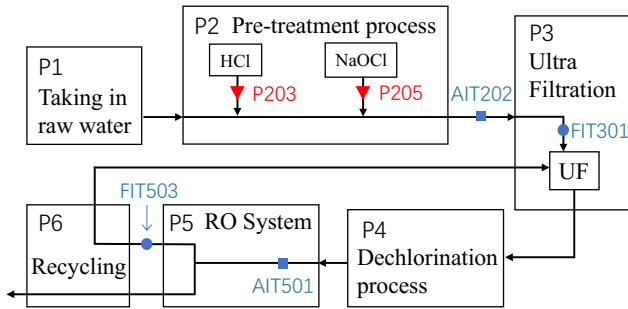 P1
Taking in
raw water
P2 Pre-treatment process
HCl
NaOCl
P203
P205
AIT202
P3
Ultra
Filtration
FIT301
UF
FIT503
P6
Recycling
P5 RO System
AIT501
P4
Dechlorination
process